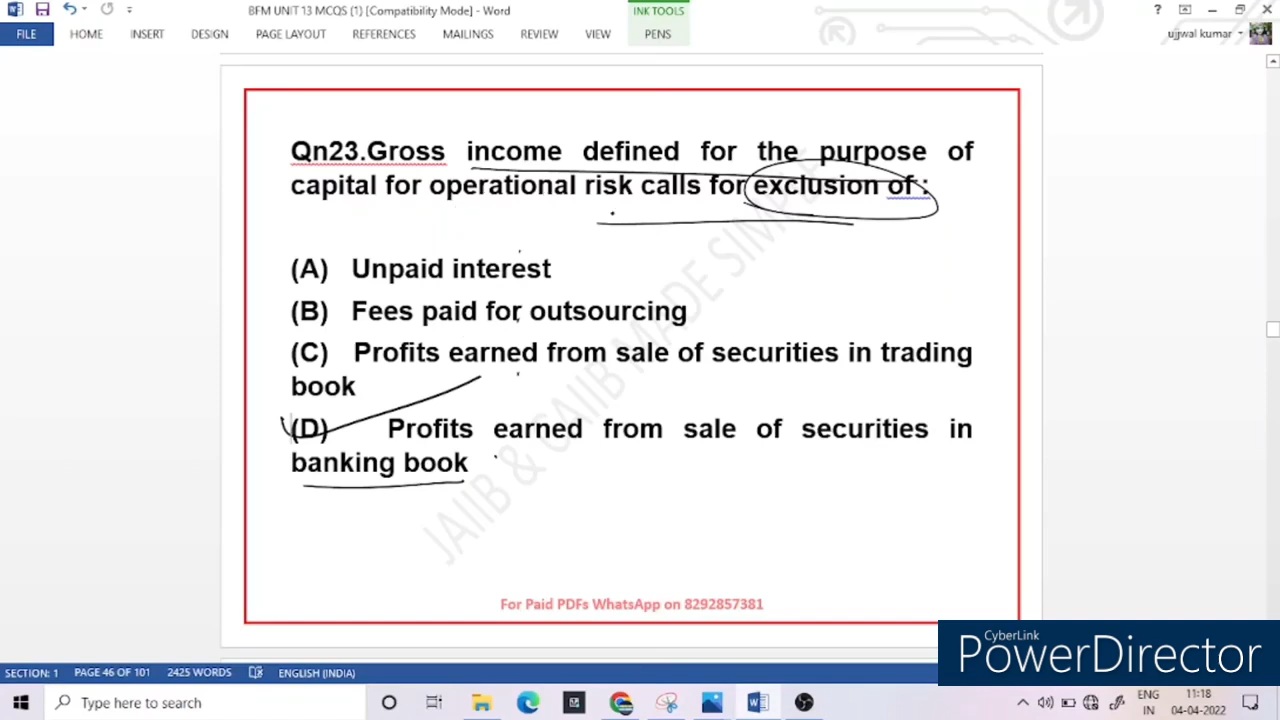 BFM UNIT 13 MCQS (1) [Compatibility Mode] - Word
INK TOOLS
FILE HOME INSERT DESIGN PAGE LAYOUT REFERENCES MAILINGS REVIEW VIEW PENS
ujjwal kumar
Qn23.Gross income defined for the purpose of
capital for operational risk calls for exclusion of :
(A) Unpaid interest
(B) Fees paid for outsourcing
(C) Profits earned from sale of securities in trading
book
(D) Profits earned from sale of securities in
banking book
JAIIB & CAIIB MADE SIMPLE
For Paid PDFs WhatsApp on 8292857381
CyberLink
PowerDirector
SECTION: 1 PAGE 46 OF 101 2425 WORDS ENGLISH (INDIA)
Type here to search
ENG 11:18
IN 04-04-2022